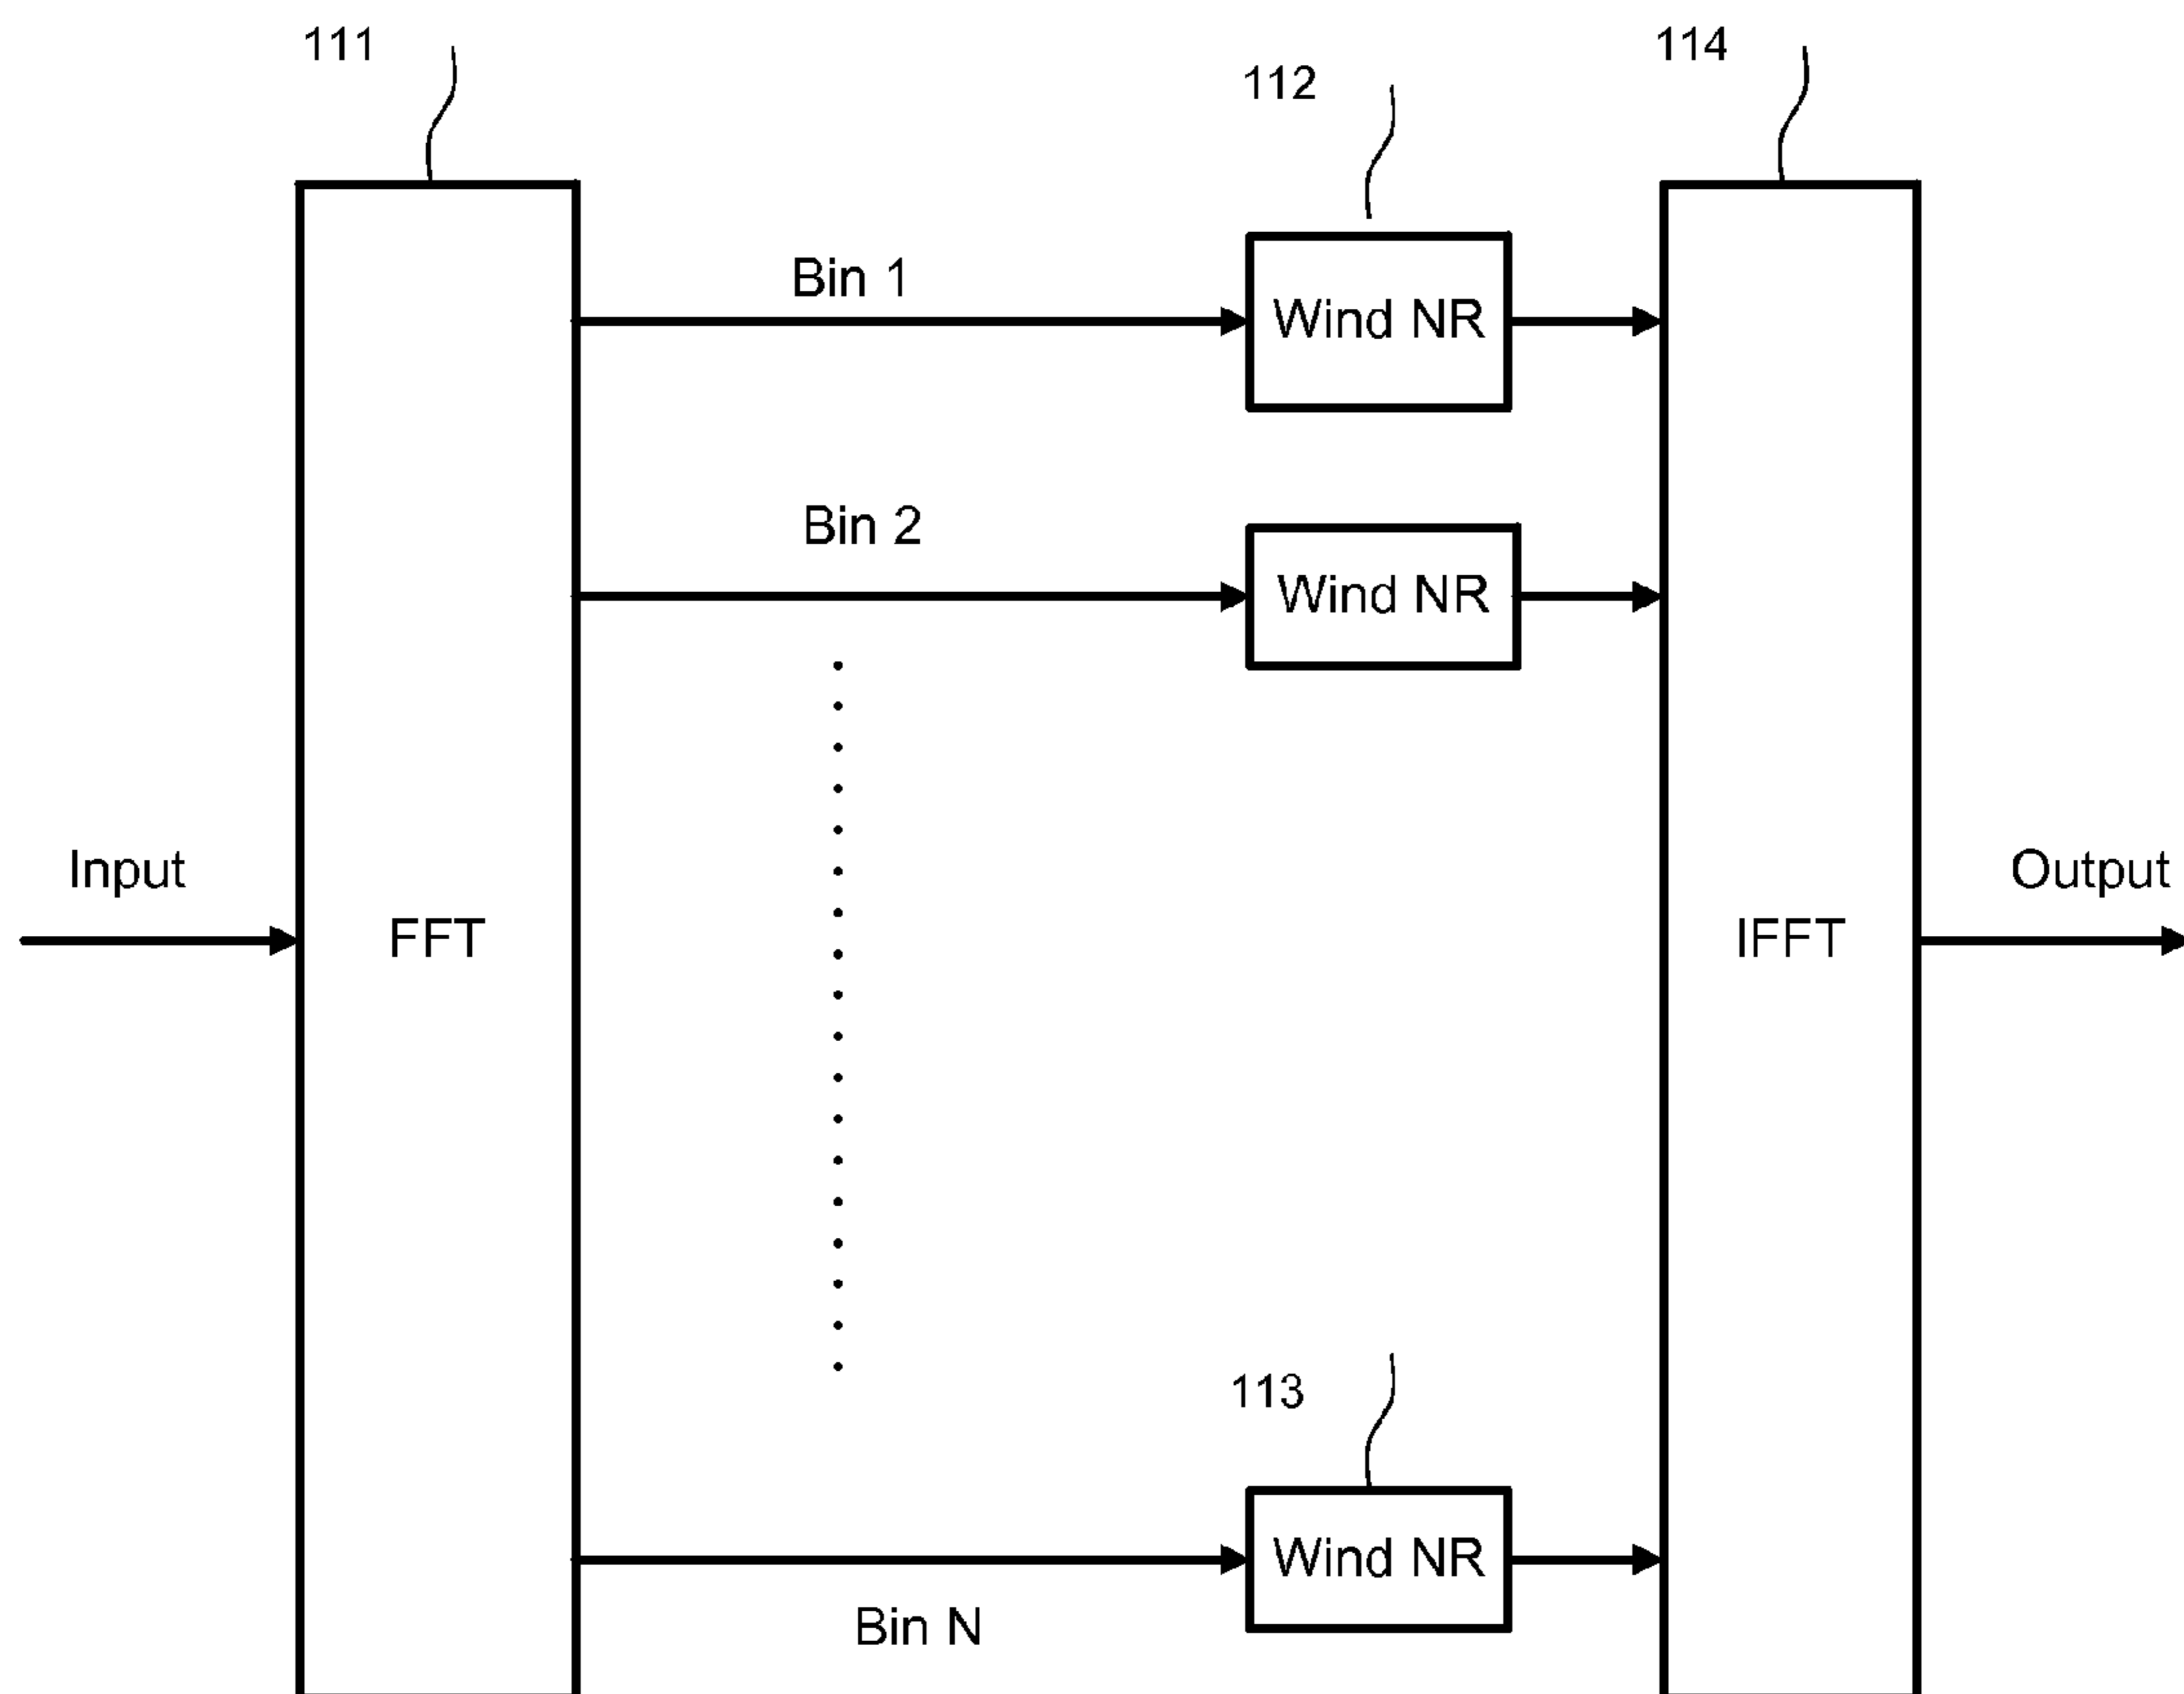 111
114
112
Bin 1
Wind NR
Bin 2
Wind NR
Input
Output
FFT
IFFT
113
Wind NR
Bin N